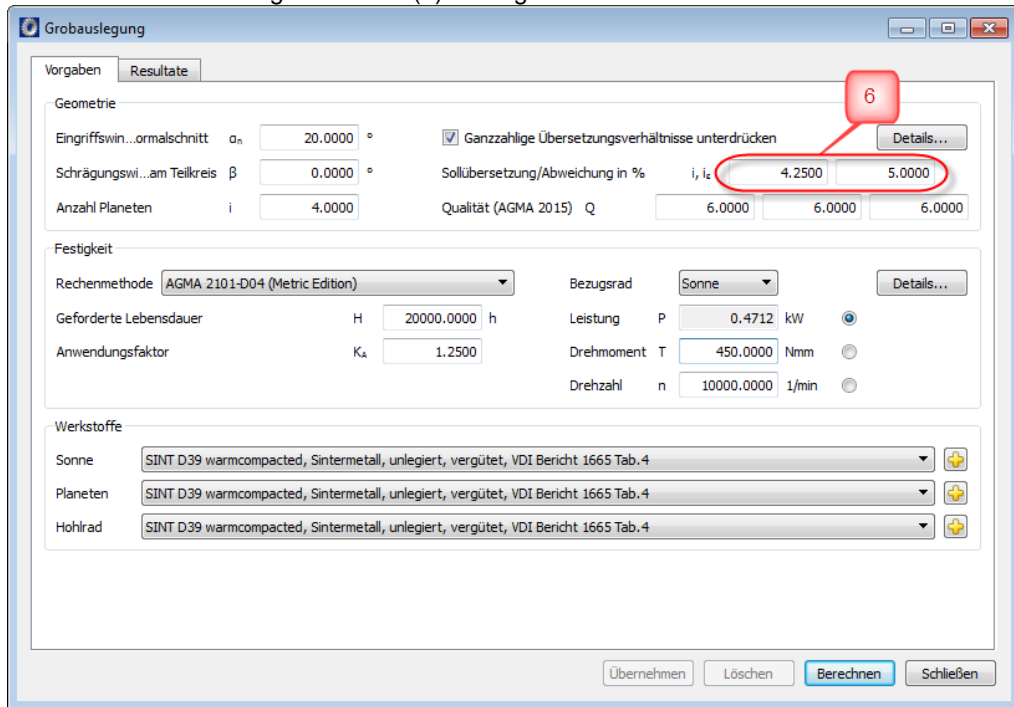 Grobauslegung
Vorgaben Resultate
6
Geometrie
Eingriffswin...ormalschnitt αn 20.0000 ° Ganzzahlige Übersetzungsverhältnisse unterdrücken Details...
Schrägungswi...am Teilkreis β 0.0000 ° Sollübersetzung/Abweichung in % i, iε 4.2500 5.0000
Anzahl Planeten i 4.0000 Qualität (AGMA 2015) Q 6.0000 6.0000 6.0000
Festigkeit
Rechenmethode AGMA 2101-D04 (Metric Edition) Bezugsrad Sonne Details...
Geforderte Lebensdauer H 20000.0000 h Leistung P 0.4712 kW
Anwendungsfaktor KA 1.2500 Drehmoment T 450.0000 Nmm
Drehzahl n 10000.0000 1/min
Werkstoffe
Sonne SINT D39 warmcompacted, Sintermetall, unlegiert, vergütet, VDI Bericht 1665 Tab.4
Planeten SINT D39 warmcompacted, Sintermetall, unlegiert, vergütet, VDI Bericht 1665 Tab.4
Hohlrad SINT D39 warmcompacted, Sintermetall, unlegiert, vergütet, VDI Bericht 1665 Tab.4
Übernehmen Löschen Berechnen Schließen